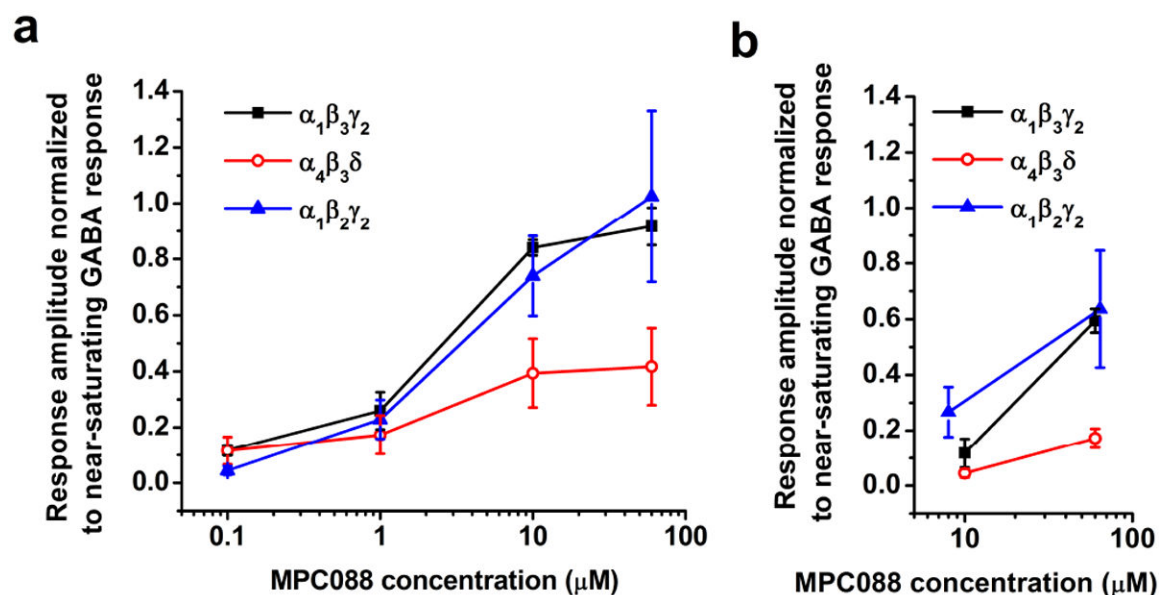 a
Response amplitude normalized
to near-saturating GABA response
1.4
1.2
1.0
0.8
0.6
0.4
0.2
0.0
α₁β₃γ₂
α₄β₃δ
α₁β₂γ₂
0.1
1
10
100
MPC088 concentration (μM)
b
Response amplitude normalized
to near-saturating GABA response
1.4
1.2
1.0
0.8
0.6
0.4
0.2
0.0
α₁β₃γ₂
α₄β₃δ
α₁β₂γ₂
10
100
MPC088 concentration (μM)